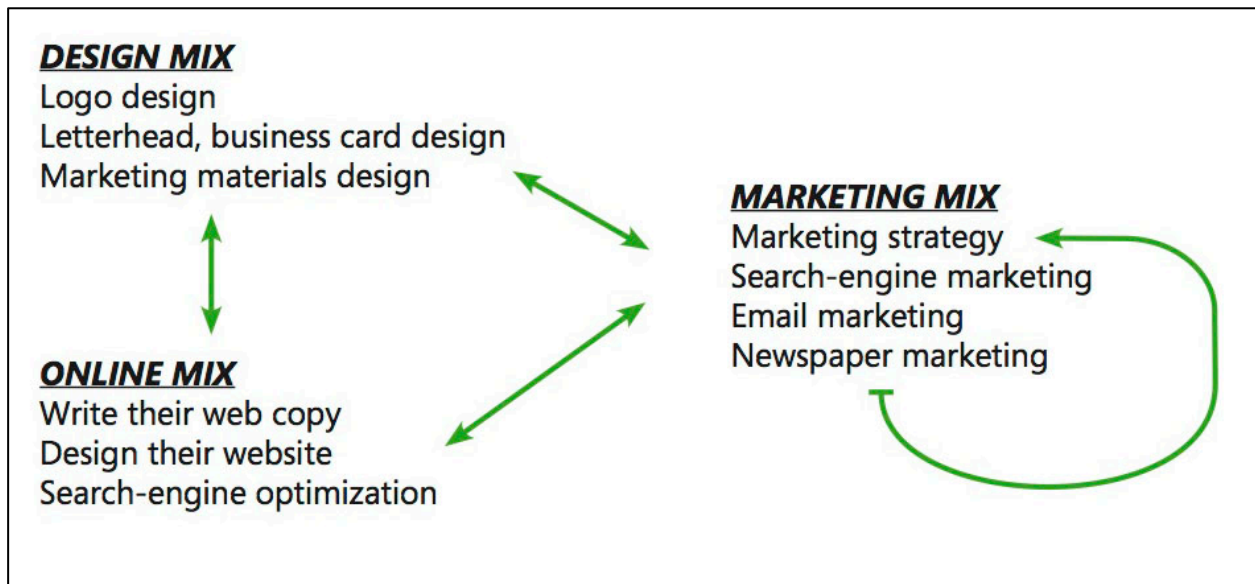 DESIGN MIX
Logo design
Letterhead, business card design
Marketing materials design
MARKETING MIX
Marketing strategy
Search-engine marketing
Email marketing
Newspaper marketing
ONLINE MIX
Write their web copy
Design their website
Search-engine optimization